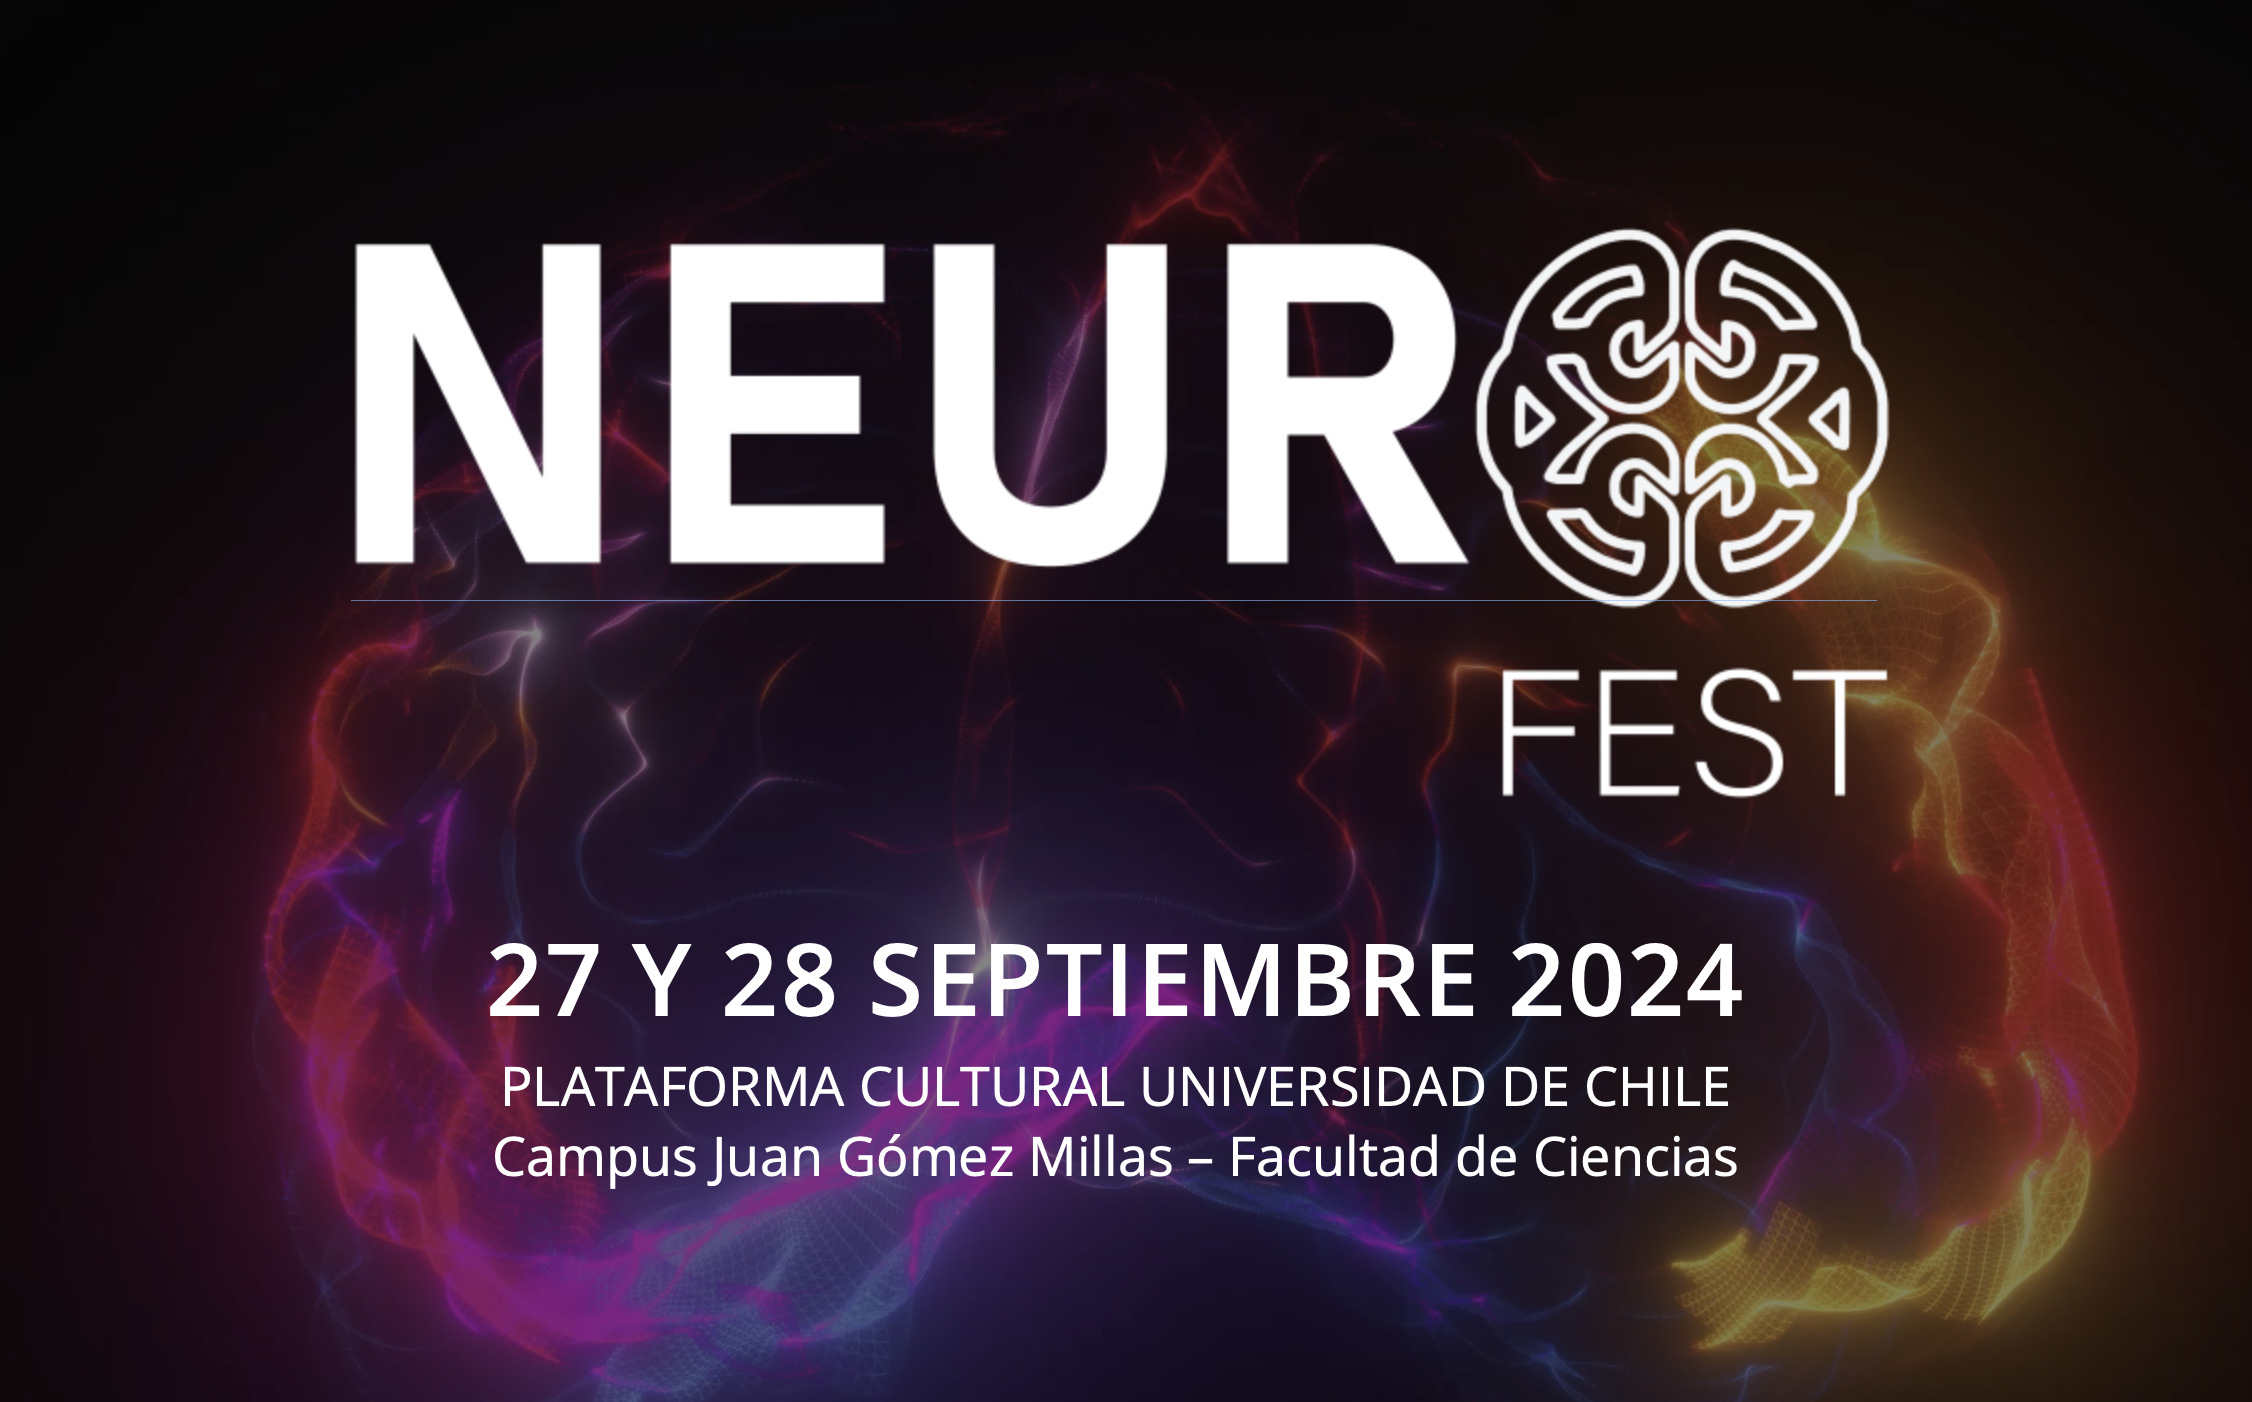 NEURO
FEST
27 Y 28 SEPTIEMBRE 2024
PLATAFORMA CULTURAL UNIVERSIDAD DE CHILE
Campus Juan Gómez Millas – Facultad de Ciencias